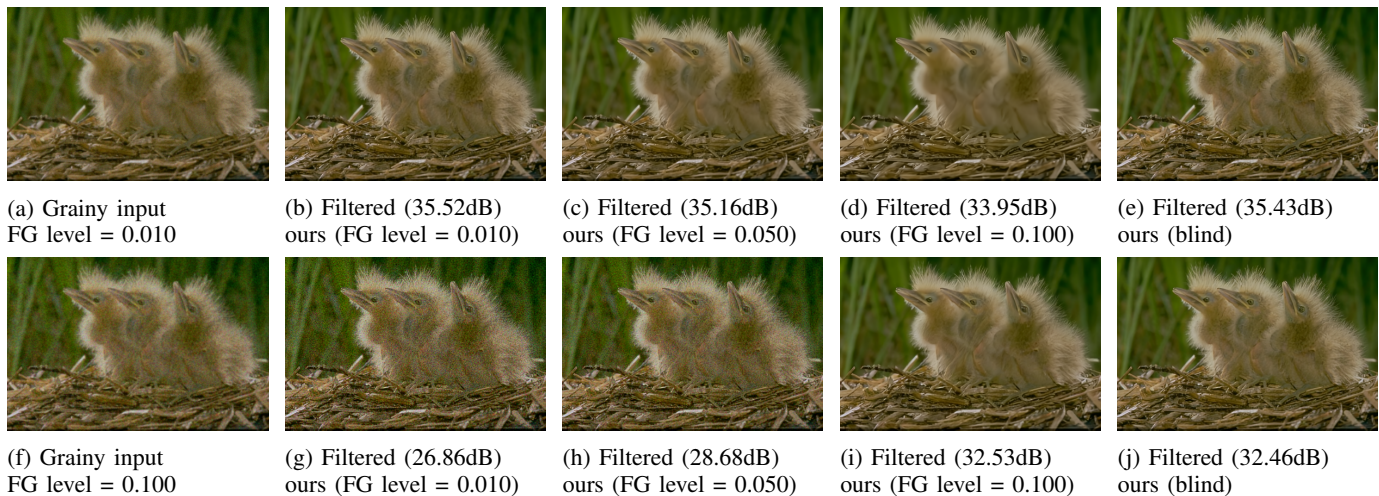 (a) Grainy input
FG level = 0.010
(b) Filtered (35.52dB)
ours (FG level = 0.010)
(c) Filtered (35.16dB)
ours (FG level = 0.050)
(d) Filtered (33.95dB)
ours (FG level = 0.100)
(e) Filtered (35.43dB)
ours (blind)
(f) Grainy input
FG level = 0.100
(g) Filtered (26.86dB)
ours (FG level = 0.010)
(h) Filtered (28.68dB)
ours (FG level = 0.050)
(i) Filtered (32.53dB)
ours (FG level = 0.100)
(j) Filtered (32.46dB)
ours (blind)